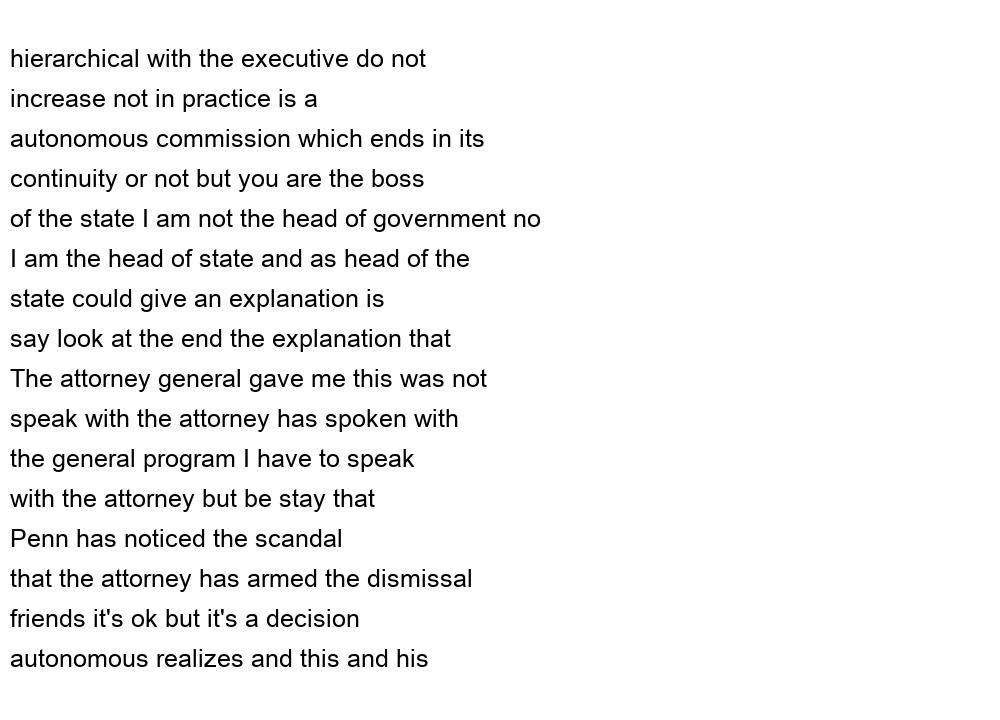 hierarchical with the executive do not
increase not in practice is a
autonomous commission which ends in its
continuity or not but you are the boss
of the state I am not the head of government no
I am the head of state and as head of the
state could give an explanation is
say look at the end the explanation that
The attorney general gave me this was not
speak with the attorney has spoken with
the general program I have to speak
with the attorney but be stay that
Penn has noticed the scandal
that the attorney has armed the dismissal
friends it's ok but it's a decision
autonomous realizes and this and his